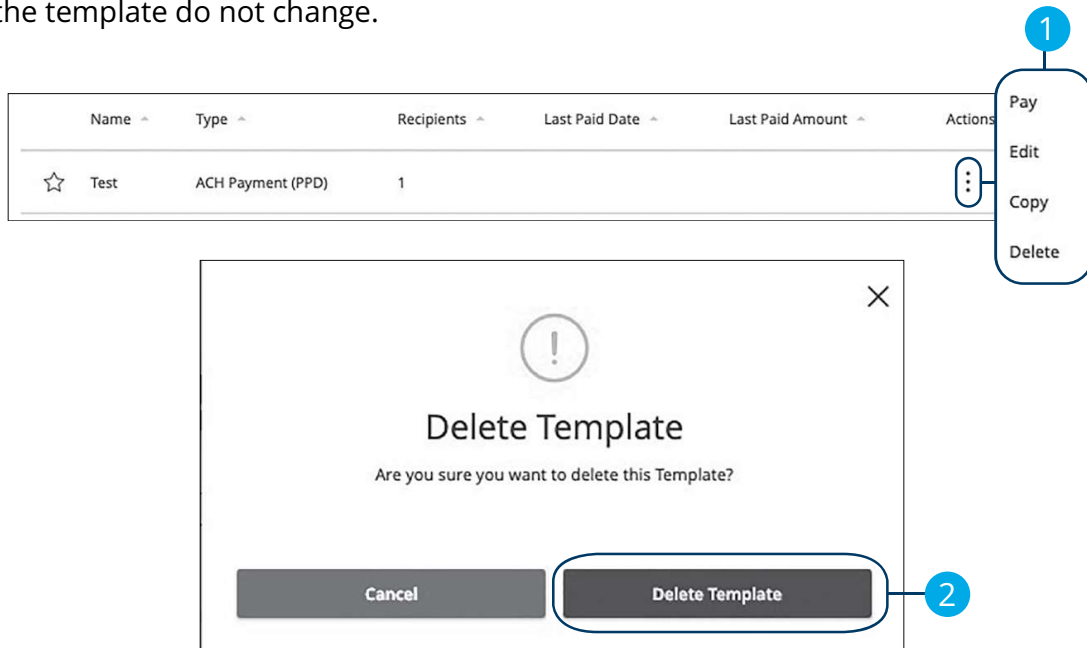 the template do not change.
1
Name Type Recipients Last Paid Date Last Paid Amount Actions
Pay
Edit
Test ACH Payment (PPD) 1
Copy
Delete
Delete Template
Are you sure you want to delete this Template?
Cancel Delete Template 2